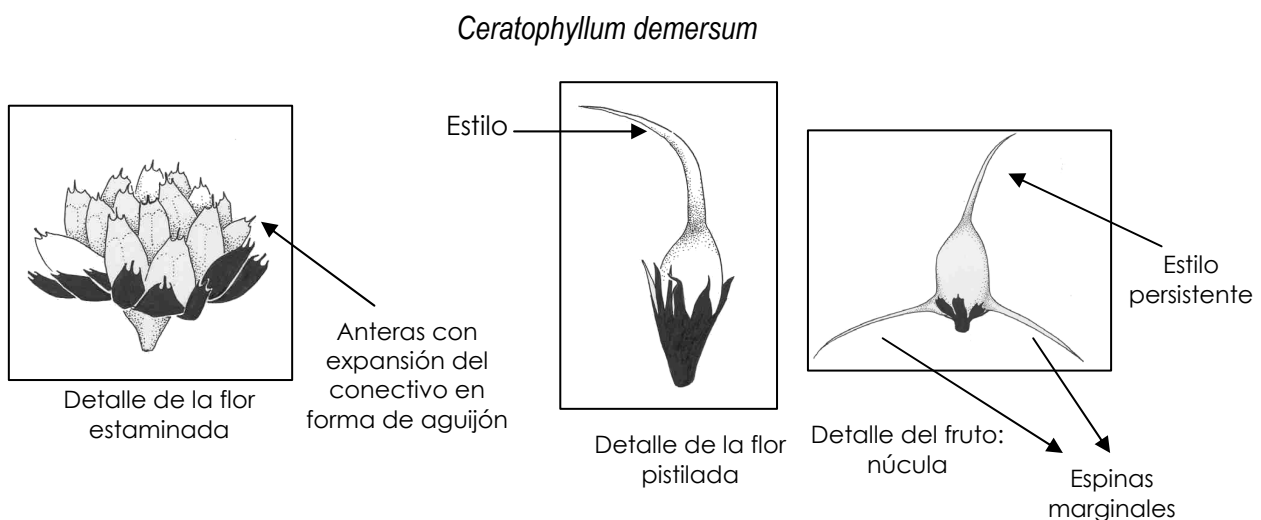 Ceratophyllum demersum
Estilo
Estilo
persistente
Anteras con
expansión del
conectivo en
forma de aguijón
Detalle de la flor
estaminada
Detalle de la flor
pistilada
Detalle del fruto:
núcula
Espinas
marginales